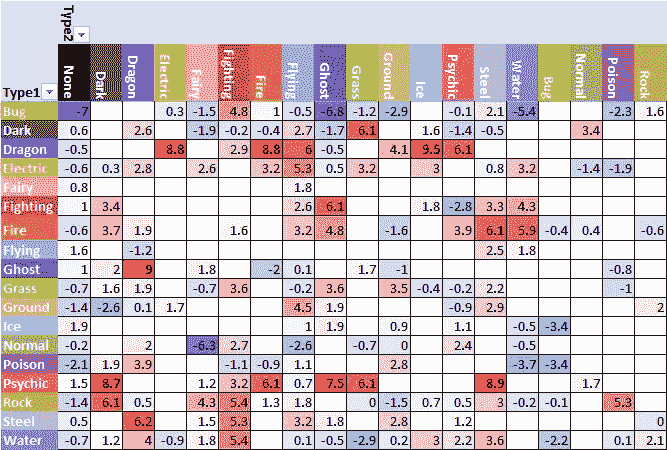 Type2
Type1 None Dark Dragon Electric Fairy Fighting Fire Flying Ghost Grass Ground Ice Psychic Steel Water Bug Normal Poison Rock
Bug -7 0.3 -1.5 4.8 1 -0.5 -6.8 -1.2 -2.9 -0.1 2.1 -5.4 -2.3 1.6
Dark 0.6 2.6 -1.9 -0.2 -0.4 2.7 -1.7 6.1 1.6 -1.4 -0.5 3.4
Dragon -0.5 8.8 2.9 8.8 6 -0.5 4.1 9.5 6.1
Electric -0.6 0.3 2.8 2.6 3.2 5.3 0.5 3.2 3 0.8 3.2 -1.4 -1.9
Fairy 0.8 1.8
Fighting 1 3.4 2.6 6.1 1.8 -2.8 3.3 4.3
Fire -0.6 3.7 1.9 1.6 3.2 4.8 -1.6 3.9 6.1 5.9 -0.4 0.4 -0.6
Flying 1.6 -1.2 2.5 1.8
Ghost 1 2 9 1.8 -2 0.1 1.7 -1 -0.8
Grass -0.7 1.6 1.9 -0.7 3.6 -0.2 3.6 3.5 -0.4 -0.2 2.2 -1
Ground -1.4 -2.6 0.1 1.7 4.5 1.9 -0.9 2.9 2
Ice 1.9 1 1.9 0.9 1.1 -0.5 -3.4
Normal -0.2 2 -6.3 2.7 -2.6 -0.7 0 2.4 -0.5
Poison -2.1 1.9 3.9 -1.1 -0.9 1.1 2.8 -3.7 -3.4
Psychic 1.5 8.7 1.2 3.2 6.1 0.7 7.5 6.1 8.9 1.7
Rock -1.4 6.1 0.5 4.3 5.4 1.3 1.8 0 -1.5 0.7 0.5 3 -0.2 -0.1 5.3
Steel 0.5 6.2 1.5 5.3 3.2 1.8 2.8 1.2 0
Water -0.7 1.2 4 -0.9 1.8 5.4 0.1 -0.5 -2.9 0.2 3 2.2 3.6 -2.2 0.1 2.1